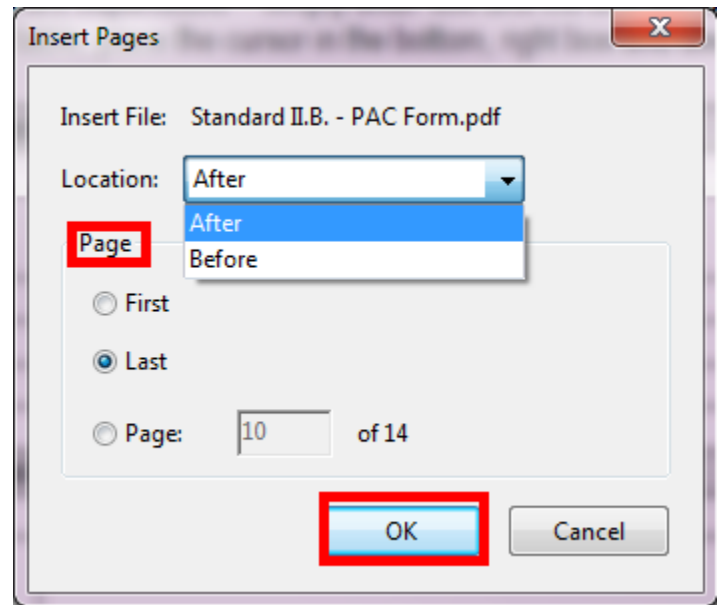 Insert Pages
Insert File: Standard II.B. - PAC Form.pdf
Location: After
After
Before
Page
First
Last
Page: 10 of 14
OK Cancel